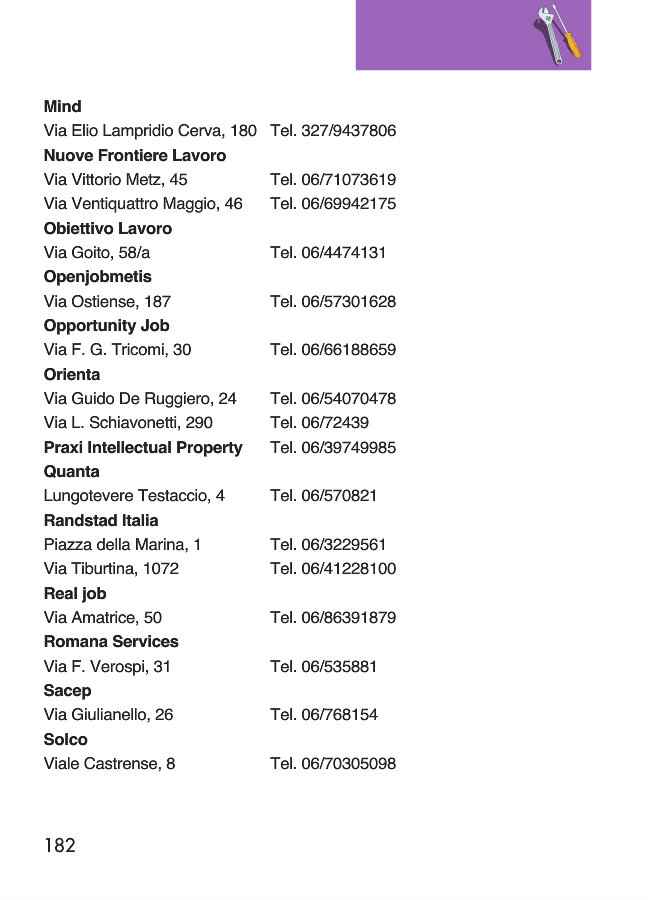 Mind
Via Elio Lampridio Cerva, 180 Tel. 327/9437806
Nuove Frontiere Lavoro
Via Vittorio Metz, 45 Tel. 06/71073619
Via Ventiquattro Maggio, 46 Tel. 06/69942175
Obiettivo Lavoro
Via Goito, 58/a Tel. 06/4474131
Openjobmetis
Via Ostiense, 187 Tel. 06/57301628
Opportunity Job
Via F. G. Tricomi, 30 Tel. 06/66188659
Orienta
Via Guido De Ruggiero, 24 Tel. 06/54070478
Via L. Schiavonetti, 290 Tel. 06/72439
Praxi Intellectual Property Tel. 06/39749985
Quanta
Lungotevere Testaccio, 4 Tel. 06/570821
Randstad Italia
Piazza della Marina, 1 Tel. 06/3229561
Via Tiburtina, 1072 Tel. 06/41228100
Real job
Via Amatrice, 50 Tel. 06/86391879
Romana Services
Via F. Verospi, 31 Tel. 06/535881
Sacep
Via Giulianello, 26 Tel. 06/768154
Solco
Viale Castrense, 8 Tel. 06/70305098
182